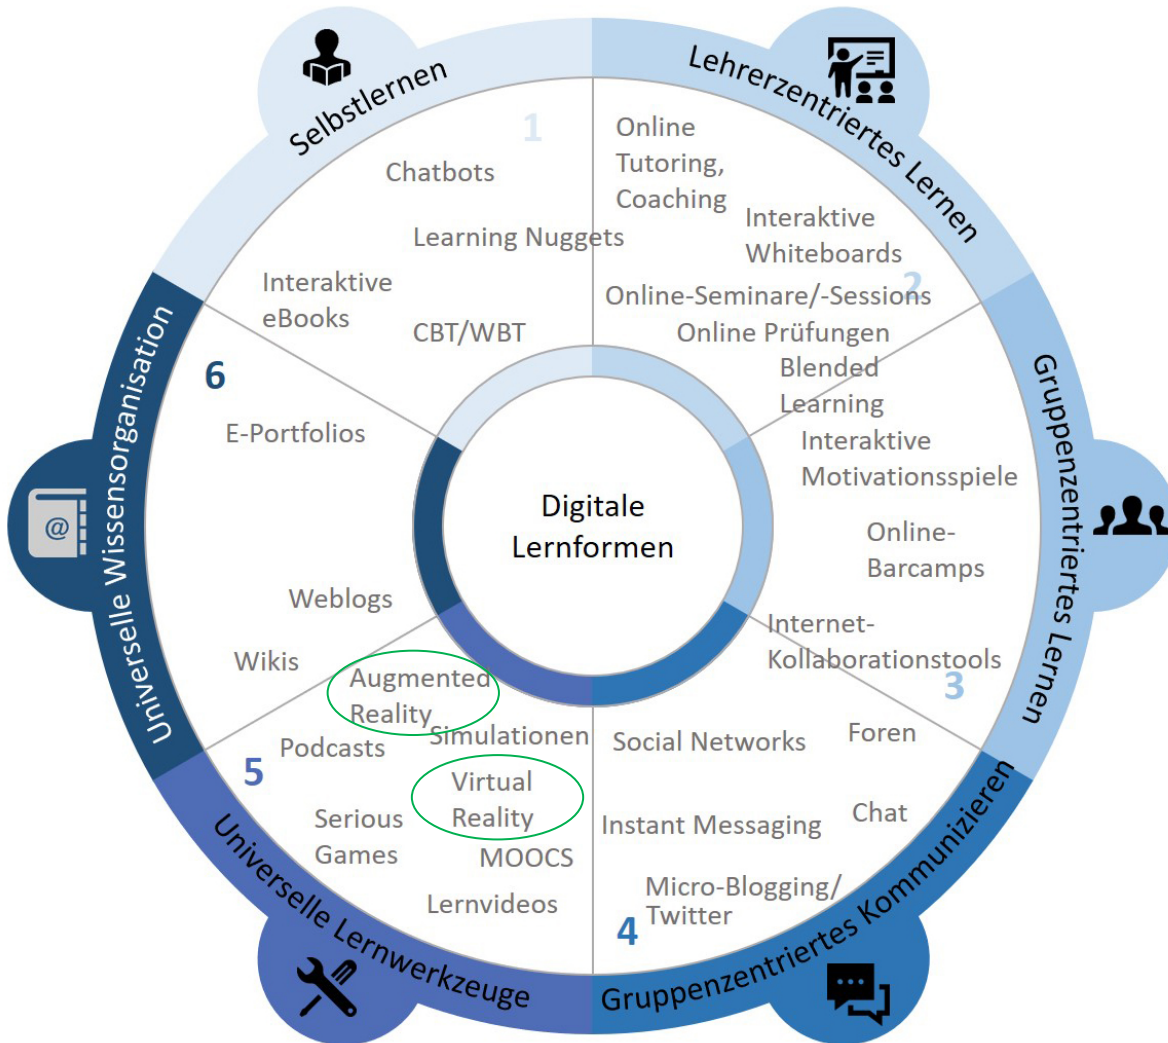 Selbstlernen
1
Chatbots
Learning Nuggets
Interaktive
eBooks
CBT/WBT
Lehrerzentriertes Lernen
Online
Tutoring,
Coaching
Interaktive
Whiteboards
2
Online-Seminare/-Sessions
Online Prüfungen
Blended
Learning
Gruppenzentriertes Lernen
Interaktive
Motivationsspiele
Online-
Barcamps
Internet-
Kollaborationstools
3
Gruppenzentriertes Kommunizieren
Social Networks
Foren
Instant Messaging
Chat
Micro-Blogging/
Twitter
4
Universelle Lernwerkzeuge
Augmented
Reality
Podcasts
Simulationen
5
Virtual
Reality
Serious
Games
MOOCS
Lernvideos
Universelle Wissensorganisation
6
E-Portfolios
@
Weblogs
Wikis
Digitale
Lernformen